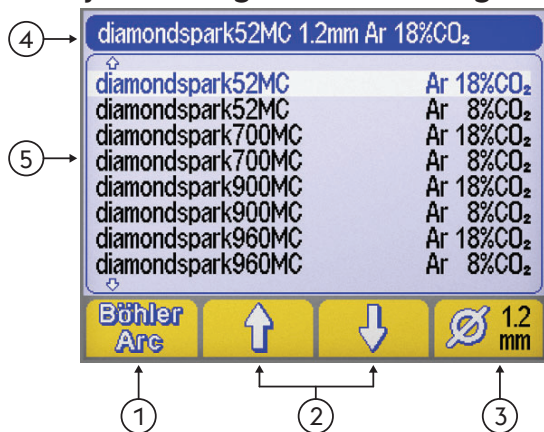 ④ diamondspark52MC 1.2mm Ar 18%CO₂
diamondspark52MC Ar 18%CO₂
diamondspark52MC Ar 8%CO₂
diamondspark700MC Ar 18%CO₂
⑤ diamondspark700MC Ar 8%CO₂
diamondspark900MC Ar 18%CO₂
diamondspark900MC Ar 8%CO₂
diamondspark960MC Ar 18%CO₂
diamondspark960MC Ar 8%CO₂
Böhler Ø 1.2
Arc mm
① ② ③